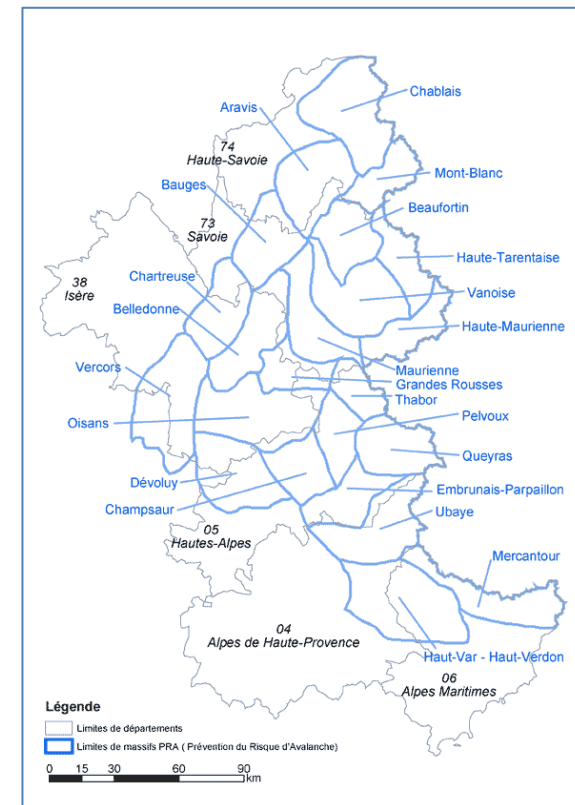 Chablais
Aravis
74
Haute-Savoie
Mont-Blanc
Bauges
Beaufortin
73
Savoie
Haute-Tarentaise
Chartreuse
38
Isère
Vanoise
Belledonne
Haute-Maurienne
Maurienne
Vercors
Grandes Rousses
Thabor
Oisans
Pelvoux
Queyras
Dévoluy
Embrunais-Parpaillon
Champsaur
Ubaye
05
Hautes-Alpes
Mercantour
04
Alpes de Haute-Provence
Haut-Var - Haut-Verdon
06
Alpes Maritimes
Légende
Limites de départements
Limites de massifs PRA ( Prévention du Risque d'Avalanche)
0 15 30 60 90
km